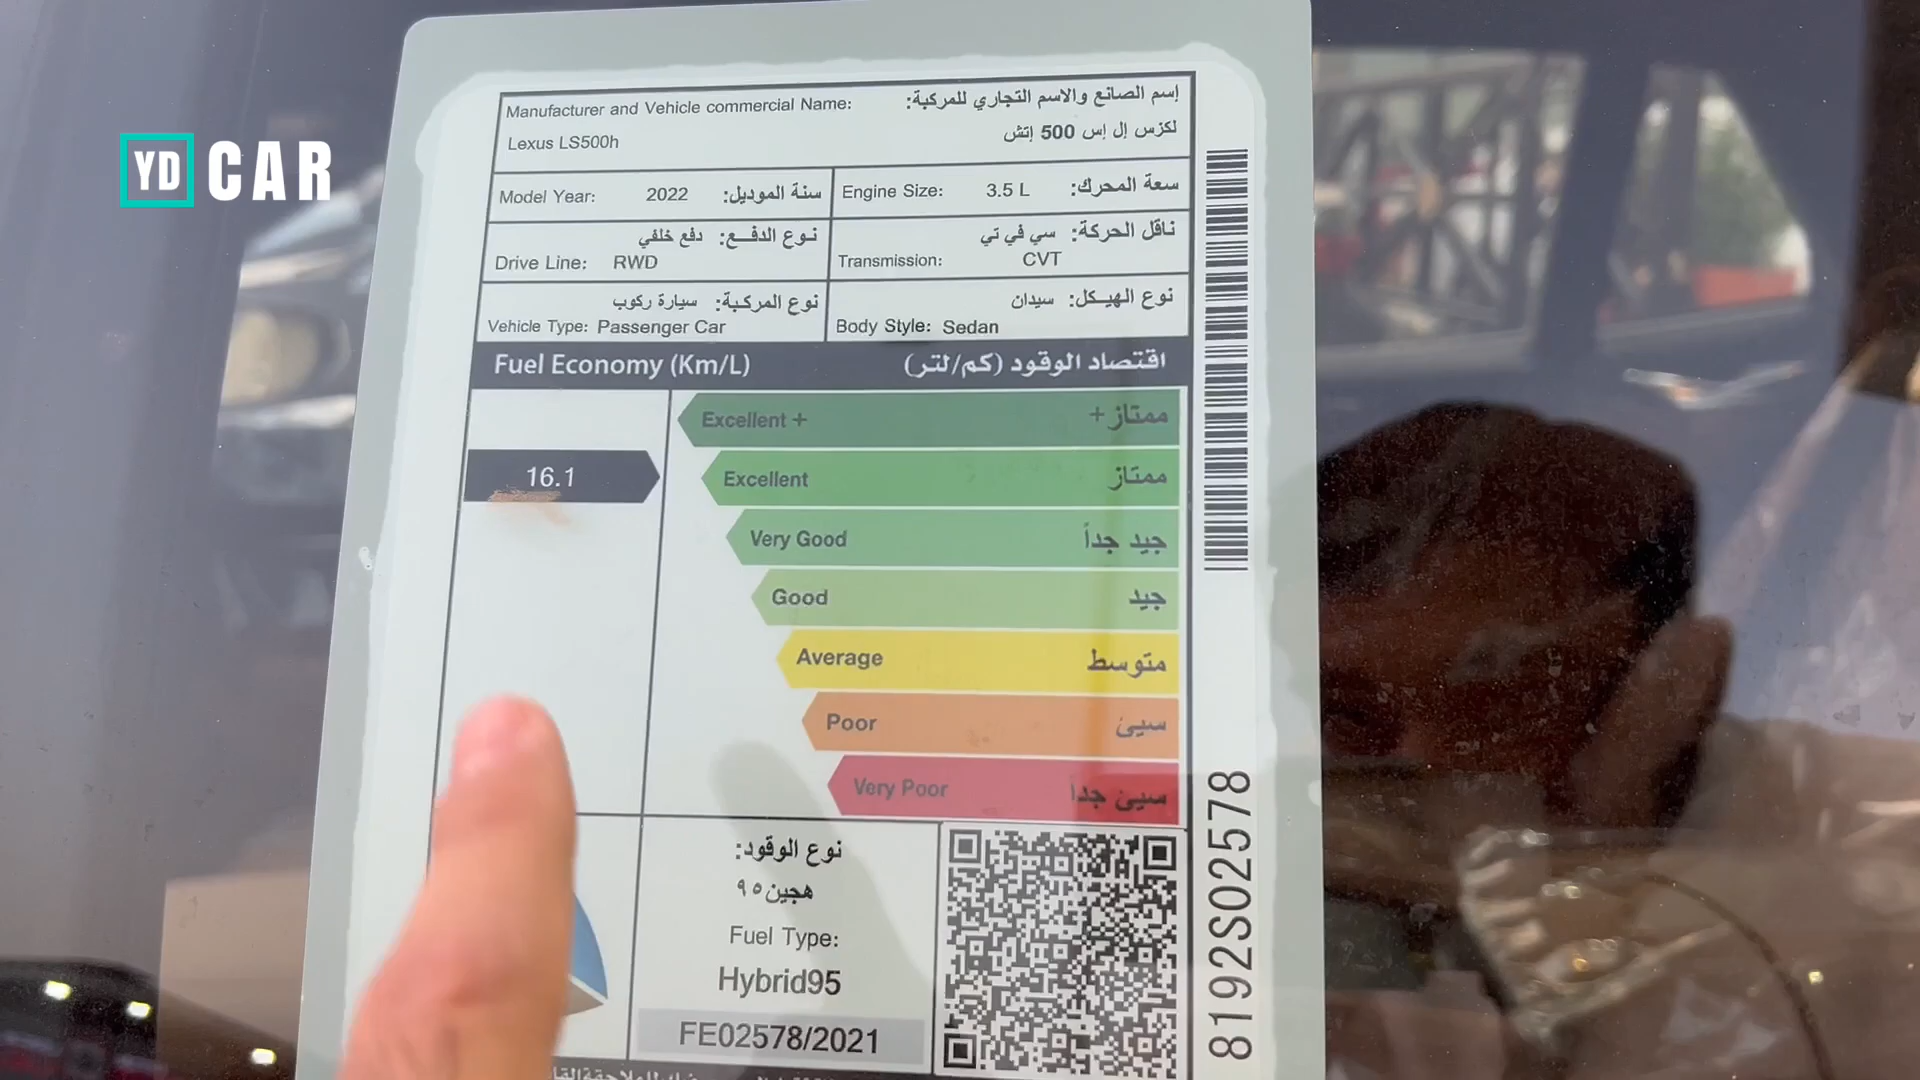 YD CAR
Manufacturer and Vehicle commercial Name: إسم الصانع والاسم التجاري للمركبة:
Lexus LS500h لكزس إل إس 500 إتش
Model Year: 2022 سنة الموديل:
Engine Size: 3.5 L سعة المحرك:
نوع الدفع: دفع خلفي
Drive Line: RWD
ناقل الحركة: سي في تي
Transmission: CVT
نوع المركبة: سيارة ركوب
Vehicle Type: Passenger Car
نوع الهيكل: سيدان
Body Style: Sedan
Fuel Economy (Km/L) اقتصاد الوقود (كم/لتر)
Excellent + ممتاز +
16.1
Excellent ممتاز
Very Good جيد جداً
Good جيد
Average متوسط
Poor سيئ
Very Poor سيئ جداً
نوع الوقود:
هجين ٩٥
Fuel Type:
Hybrid95
FE02578/2021
8192S02578